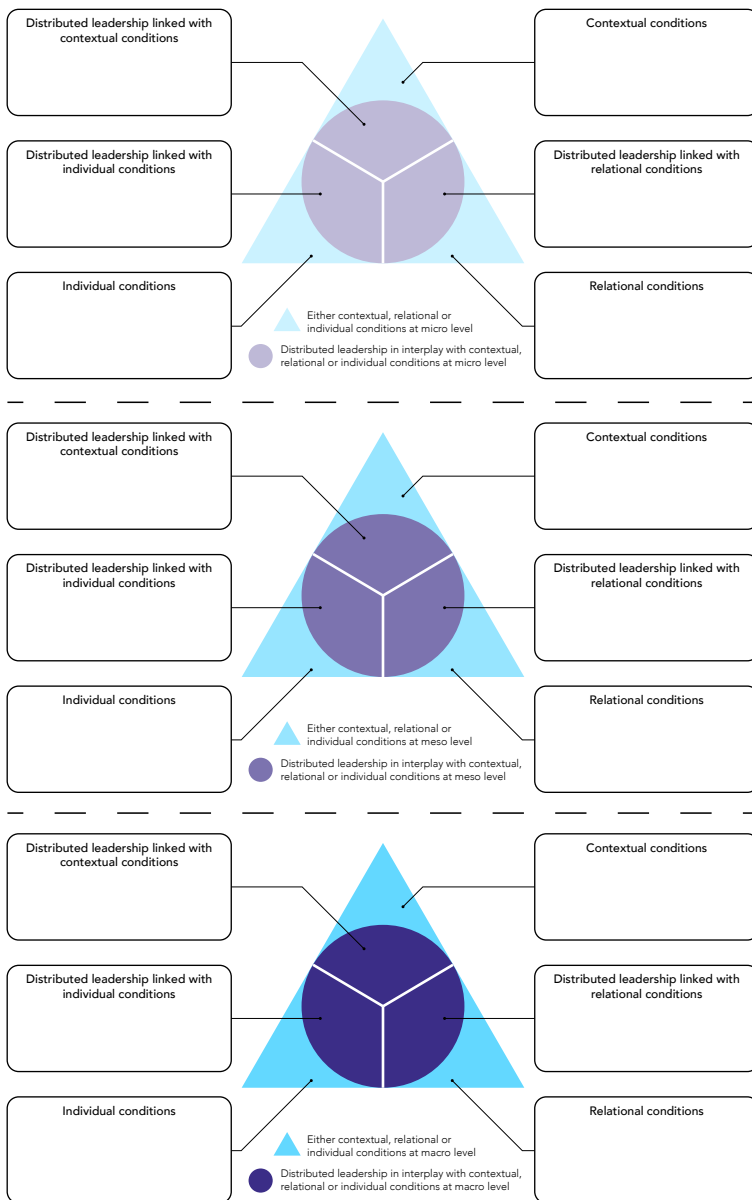 Distributed leadership linked with
contextual conditions
Contextual conditions
Distributed leadership linked with
individual conditions
Distributed leadership linked with
relational conditions
Individual conditions
Relational conditions
Either contextual, relational or
individual conditions at micro level
Distributed leadership in interplay with contextual,
relational or individual conditions at micro level
Distributed leadership linked with
contextual conditions
Contextual conditions
Distributed leadership linked with
individual conditions
Distributed leadership linked with
relational conditions
Individual conditions
Relational conditions
Either contextual, relational or
individual conditions at meso level
Distributed leadership in interplay with contextual,
relational or individual conditions at meso level
Distributed leadership linked with
contextual conditions
Contextual conditions
Distributed leadership linked with
individual conditions
Distributed leadership linked with
relational conditions
Individual conditions
Relational conditions
Either contextual, relational or
individual conditions at macro level
Distributed leadership in interplay with contextual,
relational or individual conditions at macro level